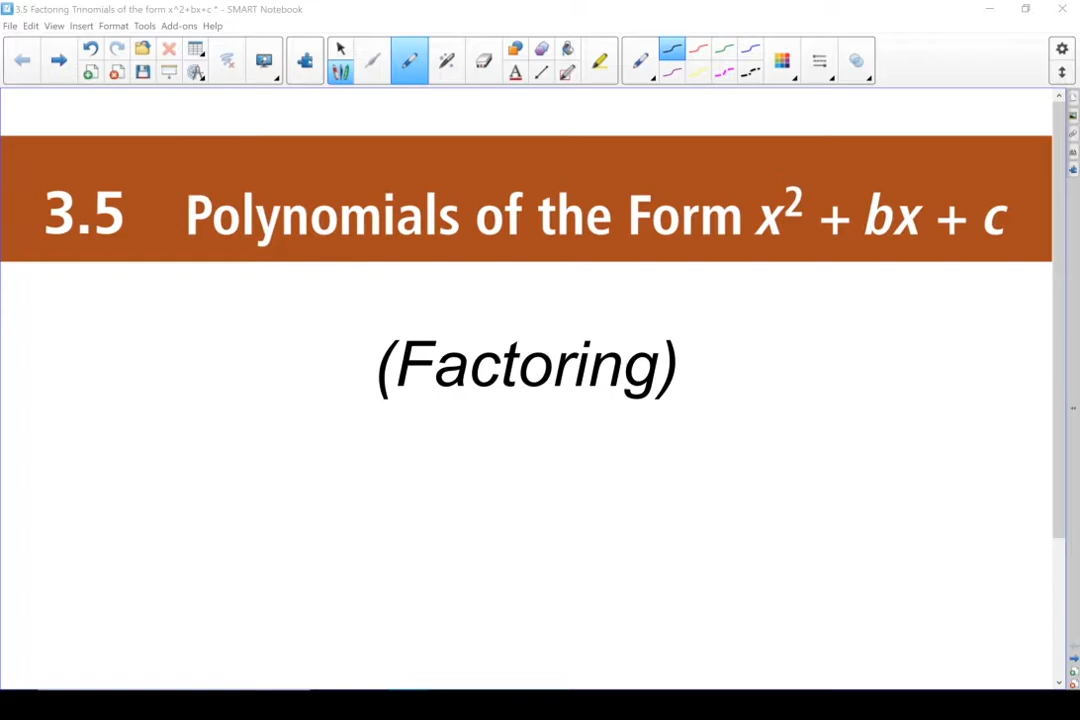 3.5 Factoring Trinomials of the form x^2+bx+c * - SMART Notebook
File Edit View Insert Format Tools Add-ons Help
3.5 Polynomials of the Form x² + bx + c
(Factoring)